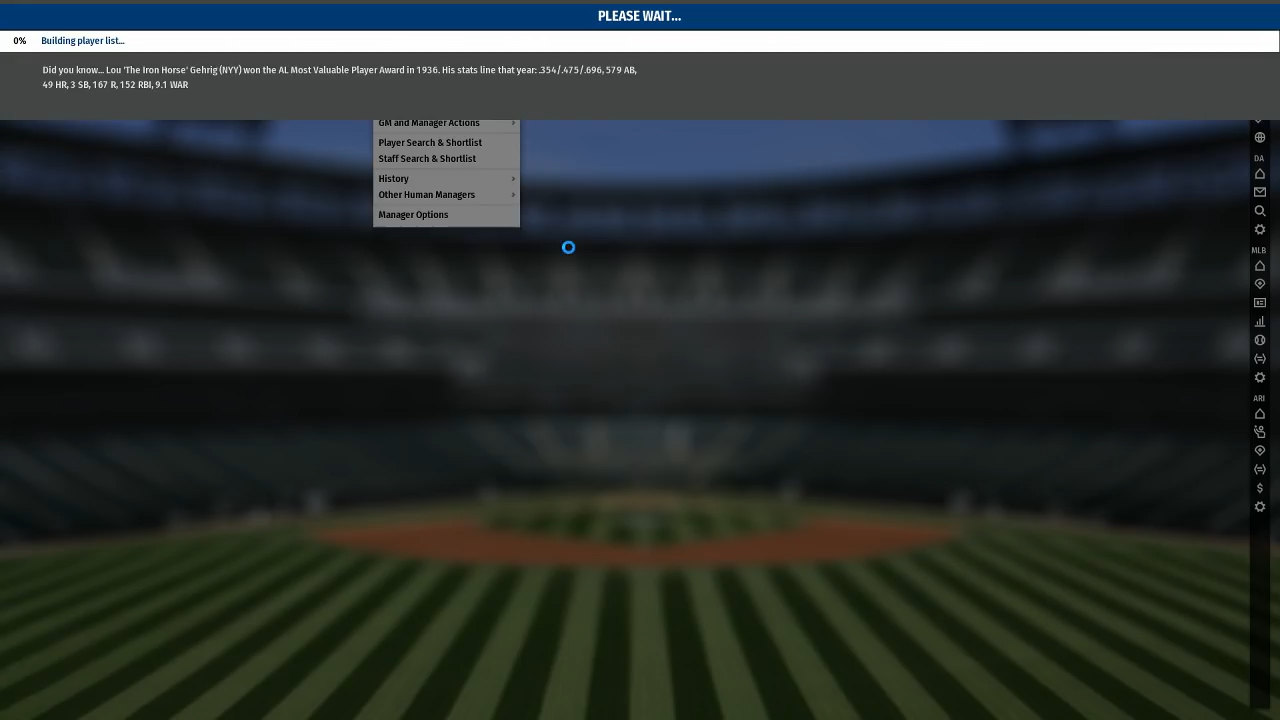 PLEASE WAIT...
0% Building player list...
Did you know... Lou 'The Iron Horse' Gehrig (NYY) won the AL Most Valuable Player Award in 1936. His stats line that year: .354/.475/.696, 579 AB,
49 HR, 3 SB, 167 R, 152 RBI, 9.1 WAR
GM and Manager Actions
Player Search & Shortlist
Staff Search & Shortlist
History
Other Human Managers
Manager Options
DA
MLB
ARI
$